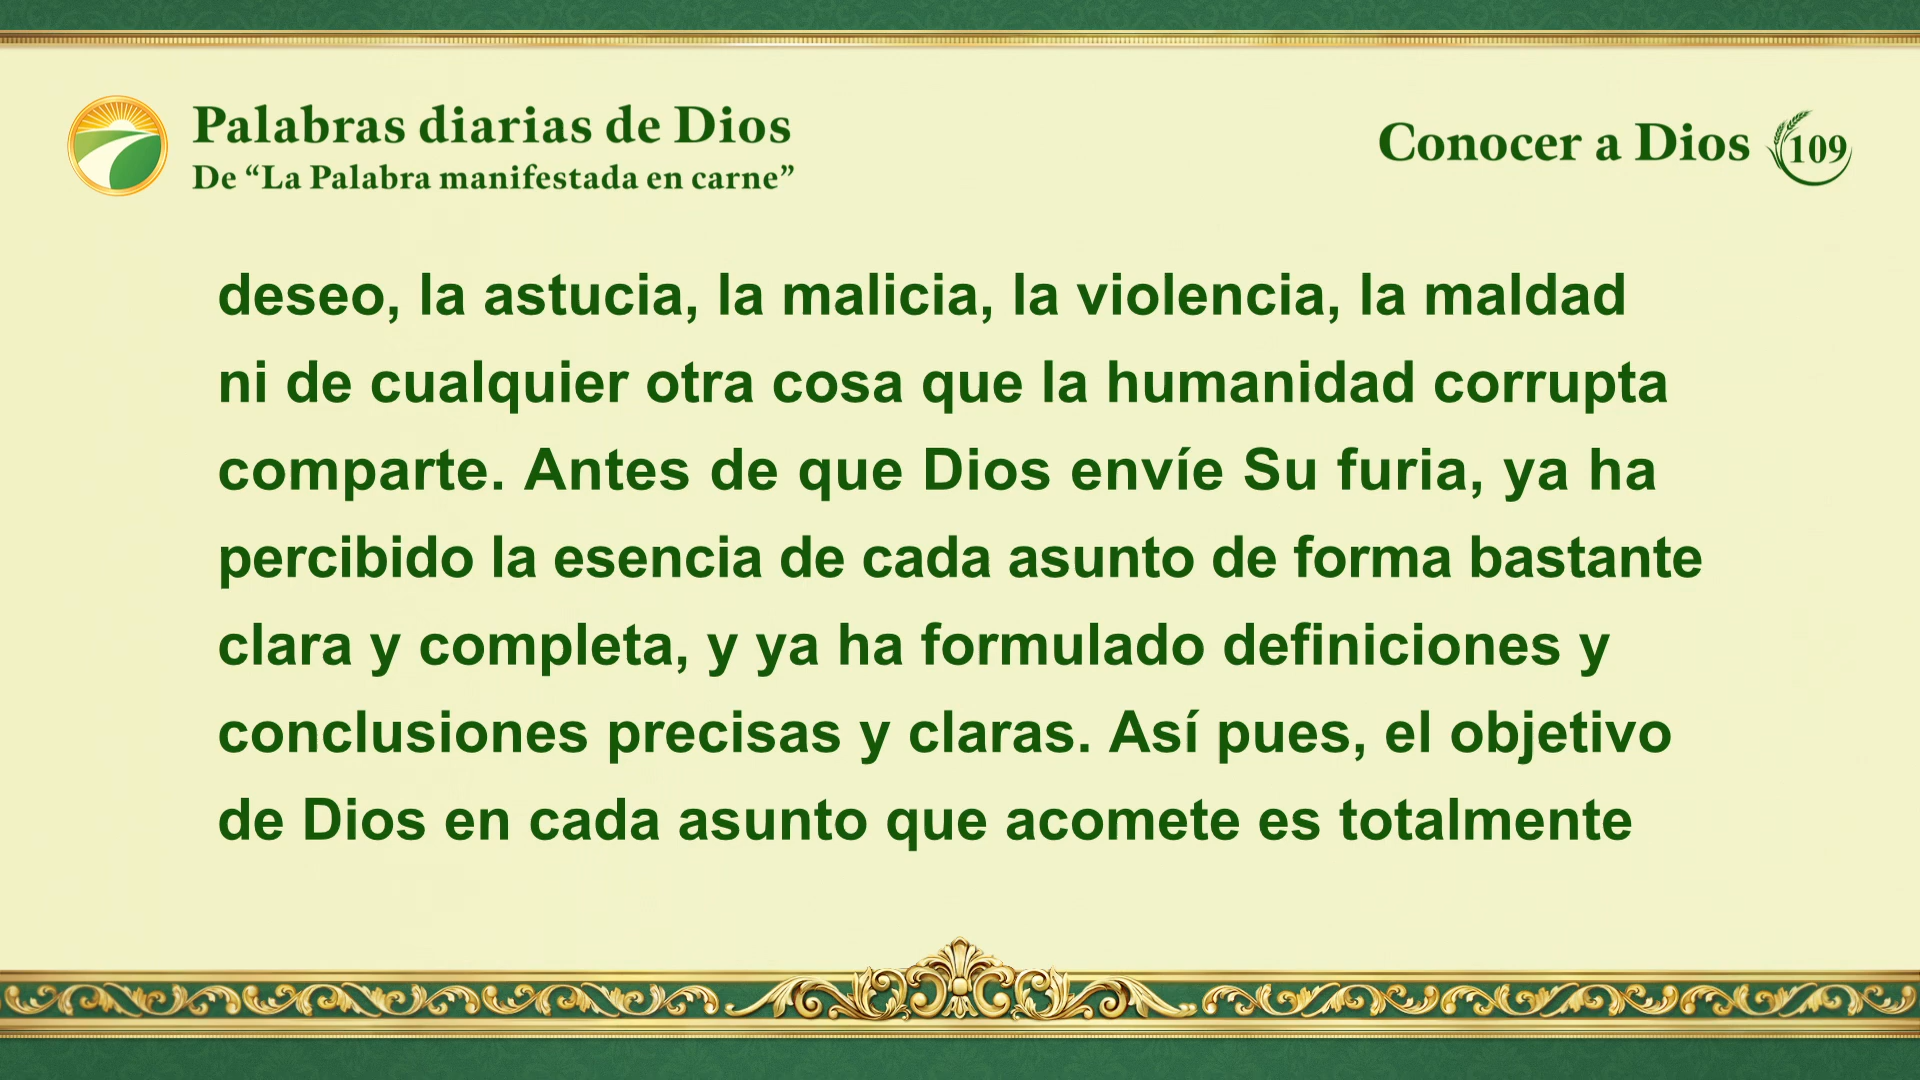 Palabras diarias de Dios
De “La Palabra manifestada en carne”
Conocer a Dios 109
deseo, la astucia, la malicia, la violencia, la maldad
ni de cualquier otra cosa que la humanidad corrupta
comparte. Antes de que Dios envíe Su furia, ya ha
percibido la esencia de cada asunto de forma bastante
clara y completa, y ya ha formulado definiciones y
conclusiones precisas y claras. Así pues, el objetivo
de Dios en cada asunto que acomete es totalmente